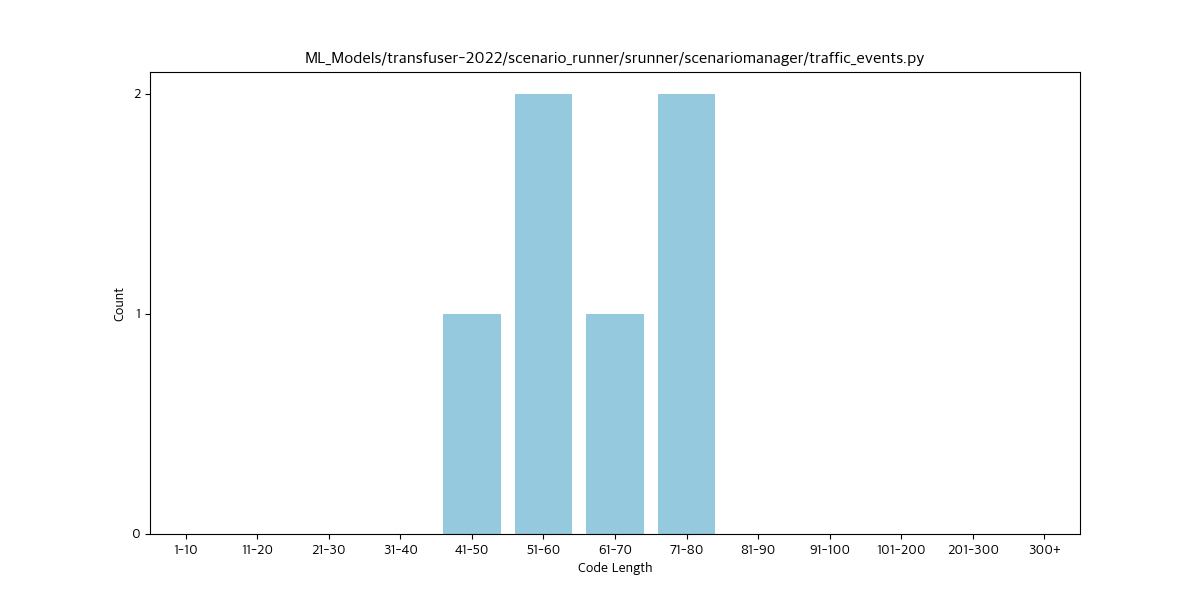 ML_Models/transfuser-2022/scenario_runner/srunner/scenariomanager/traffic_events.py
2
1
0
Count
1-10 11-20 21-30 31-40 41-50 51-60 61-70 71-80 81-90 91-100 101-200 201-300 300+
Code Length